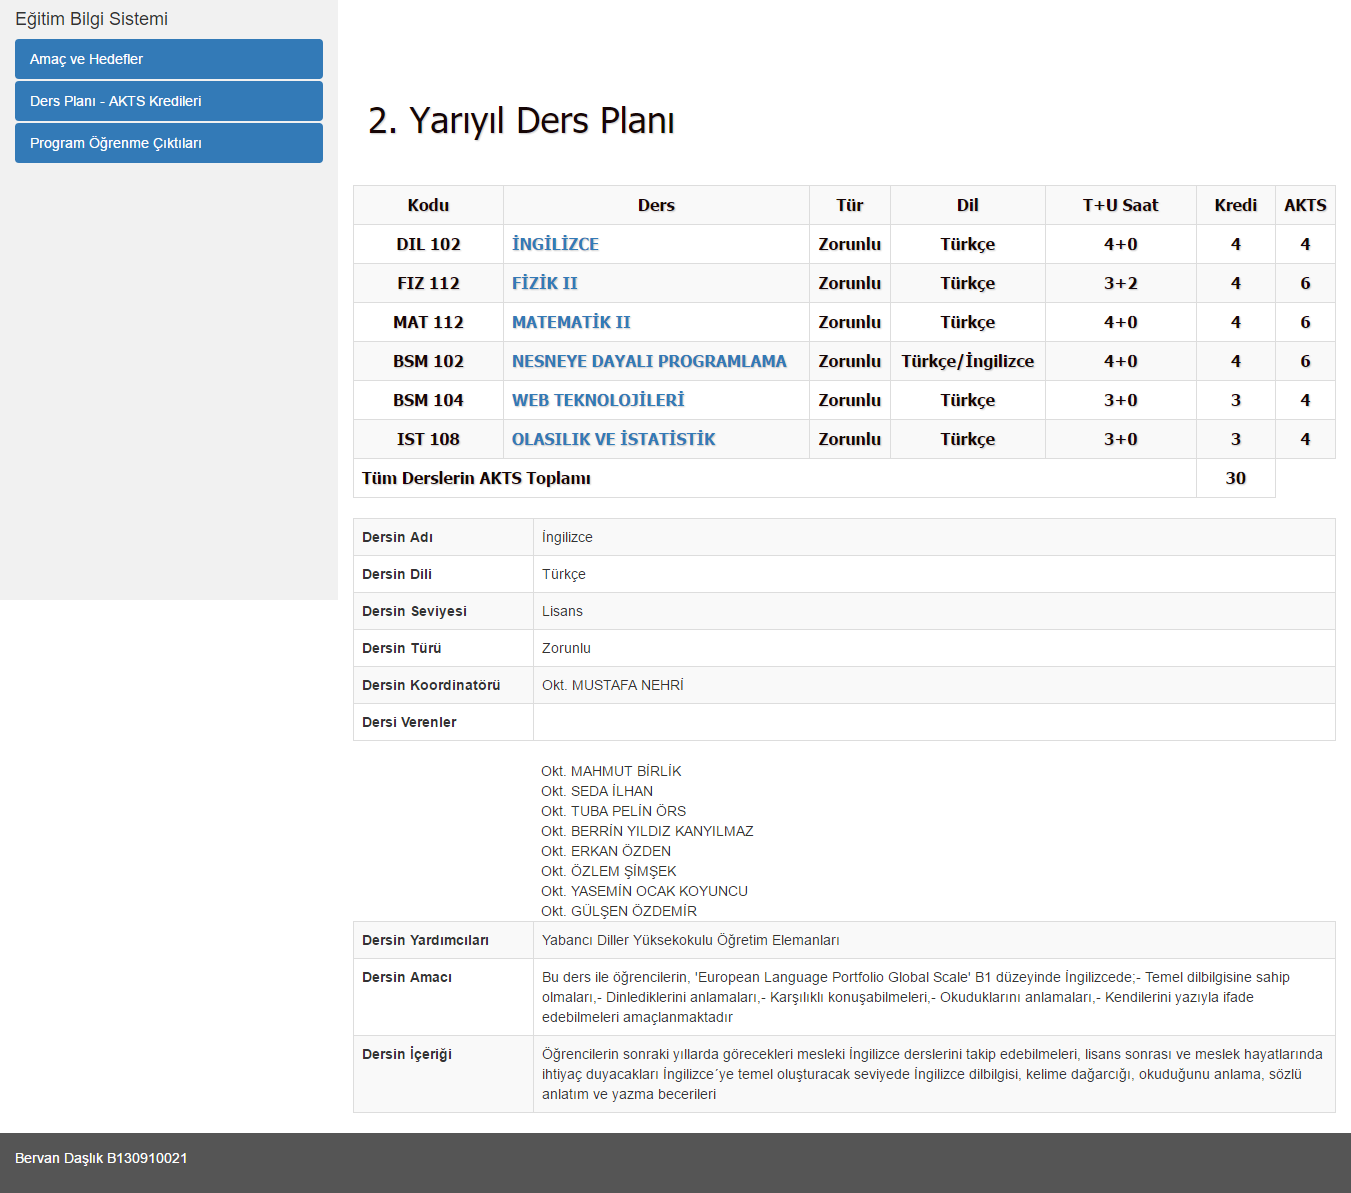 Eğitim Bilgi Sistemi
Amaç ve Hedefler
Ders Planı - AKTS Kredileri
Program Öğrenme Çıktıları
2. Yarıyıl Ders Planı
Kodu Ders Tür Dil T+U Saat Kredi AKTS
DIL 102 İNGİLİZCE Zorunlu Türkçe 4+0 4 4
FIZ 112 FİZİK II Zorunlu Türkçe 3+2 4 6
MAT 112 MATEMATİK II Zorunlu Türkçe 4+0 4 6
BSM 102 NESNEYE DAYALI PROGRAMLAMA Zorunlu Türkçe/İngilizce 4+0 4 6
BSM 104 WEB TEKNOLOJİLERİ Zorunlu Türkçe 3+0 3 4
IST 108 OLASILIK VE İSTATİSTİK Zorunlu Türkçe 3+0 3 4
Tüm Derslerin AKTS Toplamı 30
Dersin Adı İngilizce
Dersin Dili Türkçe
Dersin Seviyesi Lisans
Dersin Türü Zorunlu
Dersin Koordinatörü Okt. MUSTAFA NEHRİ
Dersi Verenler
Okt. MAHMUT BİRLİK
Okt. SEDA İLHAN
Okt. TUBA PELİN ÖRS
Okt. BERRİN YILDIZ KANYILMAZ
Okt. ERKAN ÖZDEN
Okt. ÖZLEM ŞİMŞEK
Okt. YASEMİN OCAK KOYUNCU
Okt. GÜLŞEN ÖZDEMİR
Dersin Yardımcıları Yabancı Diller Yüksekokulu Öğretim Elemanları
Dersin Amacı Bu ders ile öğrencilerin, 'European Language Portfolio Global Scale' B1 düzeyinde İngilizcede;- Temel dilbilgisine sahip
olmaları,- Dinlediklerini anlamaları,- Karşılıklı konuşabilmeleri,- Okuduklarını anlamaları,- Kendilerini yazıyla ifade
edebilmeleri amaçlanmaktadır
Dersin İçeriği Öğrencilerin sonraki yıllarda görecekleri mesleki İngilizce derslerini takip edebilmeleri, lisans sonrası ve meslek hayatlarında
ihtiyaç duyacakları İngilizce´ye temel oluşturacak seviyede İngilizce dilbilgisi, kelime dağarcığı, okuduğunu anlama, sözlü
anlatım ve yazma becerileri
Bervan Daşlık B130910021